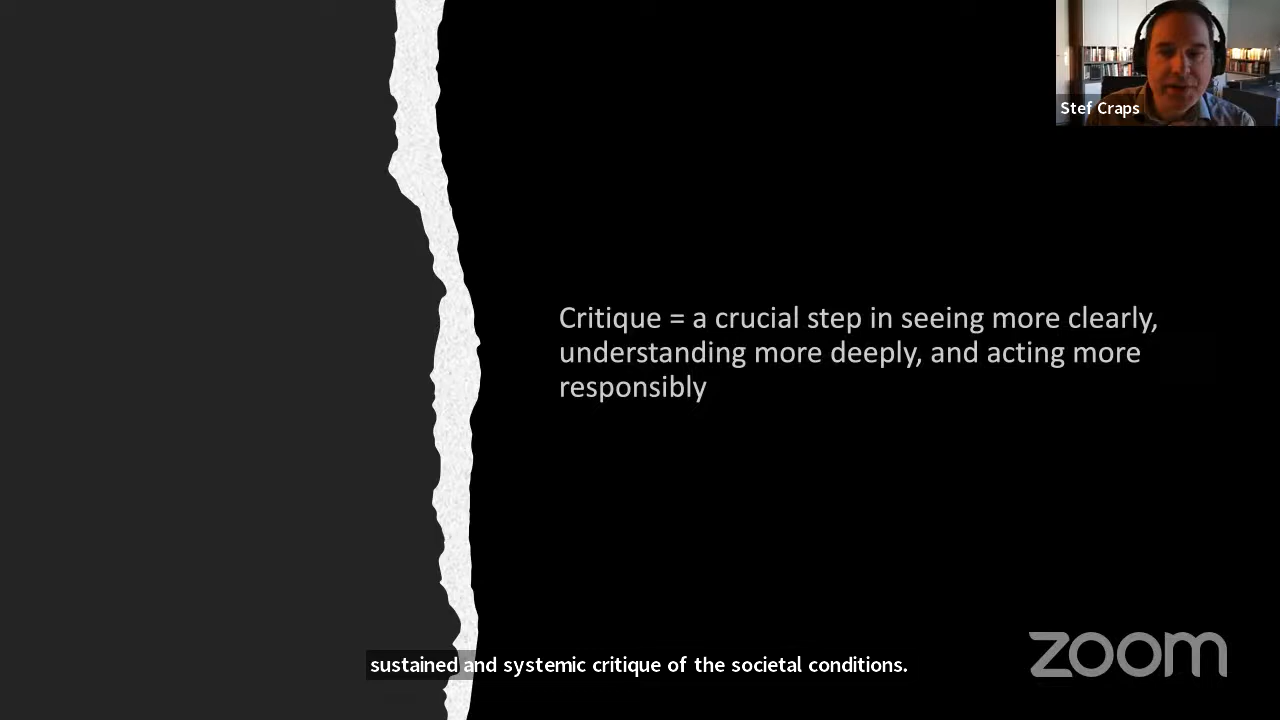 Stef Craps
Critique = a crucial step in seeing more clearly,
understanding more deeply, and acting more
responsibly
sustained and systemic critique of the societal conditions.
zoom